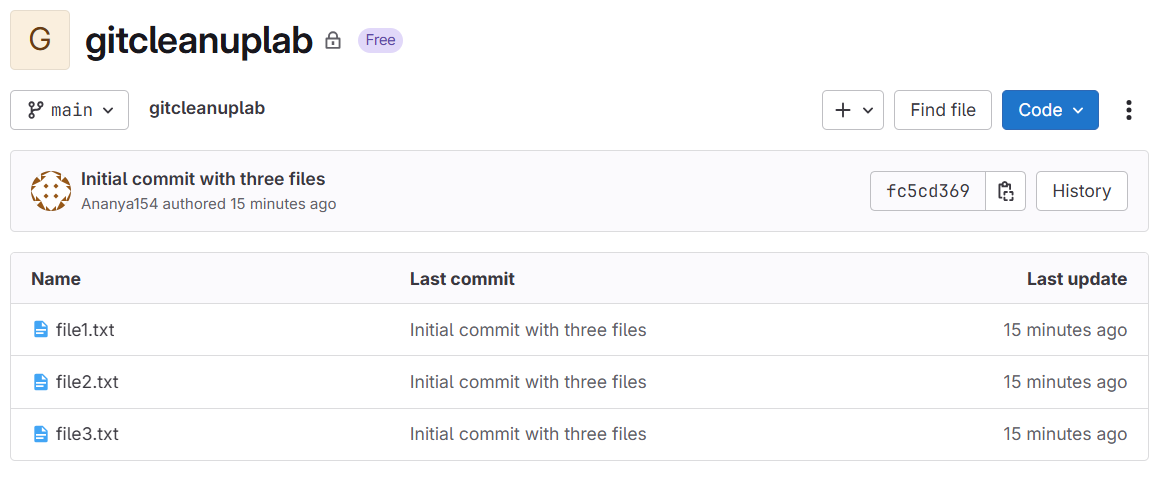 G gitcleanuplab Free
main gitcleanuplab Find file Code
Initial commit with three files
Ananya154 authored 15 minutes ago
fc5cd369 History
Name Last commit Last update
file1.txt Initial commit with three files 15 minutes ago
file2.txt Initial commit with three files 15 minutes ago
file3.txt Initial commit with three files 15 minutes ago